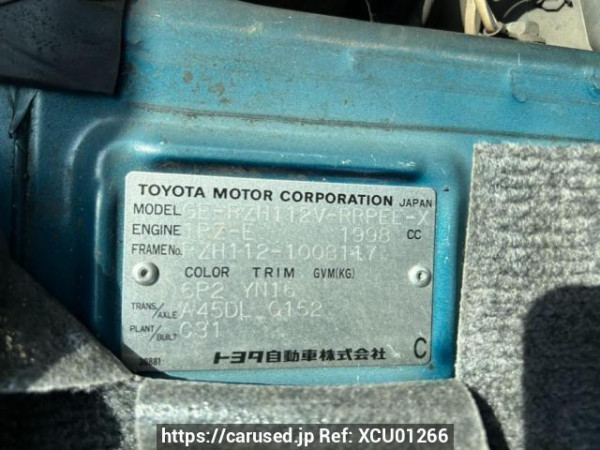 TOYOTA MOTOR CORPORATION JAPAN
MODEL GE-RZH112V-RRPEE-X
ENGINE 1RZ-E 1998 CC
FRAME No. RZH112-1008117
COLOR TRIM GVM(KG)
6P2 YN16
TRANS./AXLE A45DL G152
PLANT/BUILT C31
トヨタ自動車株式会社 C
https://carused.jp Ref: XCU01266